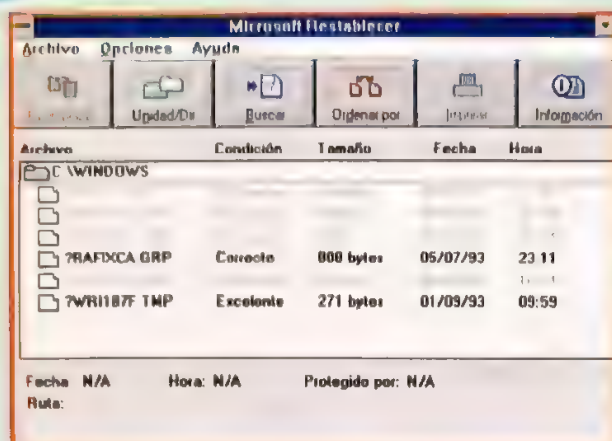 Microsoft Restablecer
Archivo Opciones Ayuda
Unidad/Dir Buscar Ordenar por Imprimir Información
Archivo Condición Tamaño Fecha Hora
C:\WINDOWS
?RAFIXCA GRP Correcto 808 bytes 05/07/93 23 11
?WRI187F TMP Excelente 271 bytes 01/09/93 09:59
Fecha N/A Hora: N/A Protegido por: N/A
Ruta: